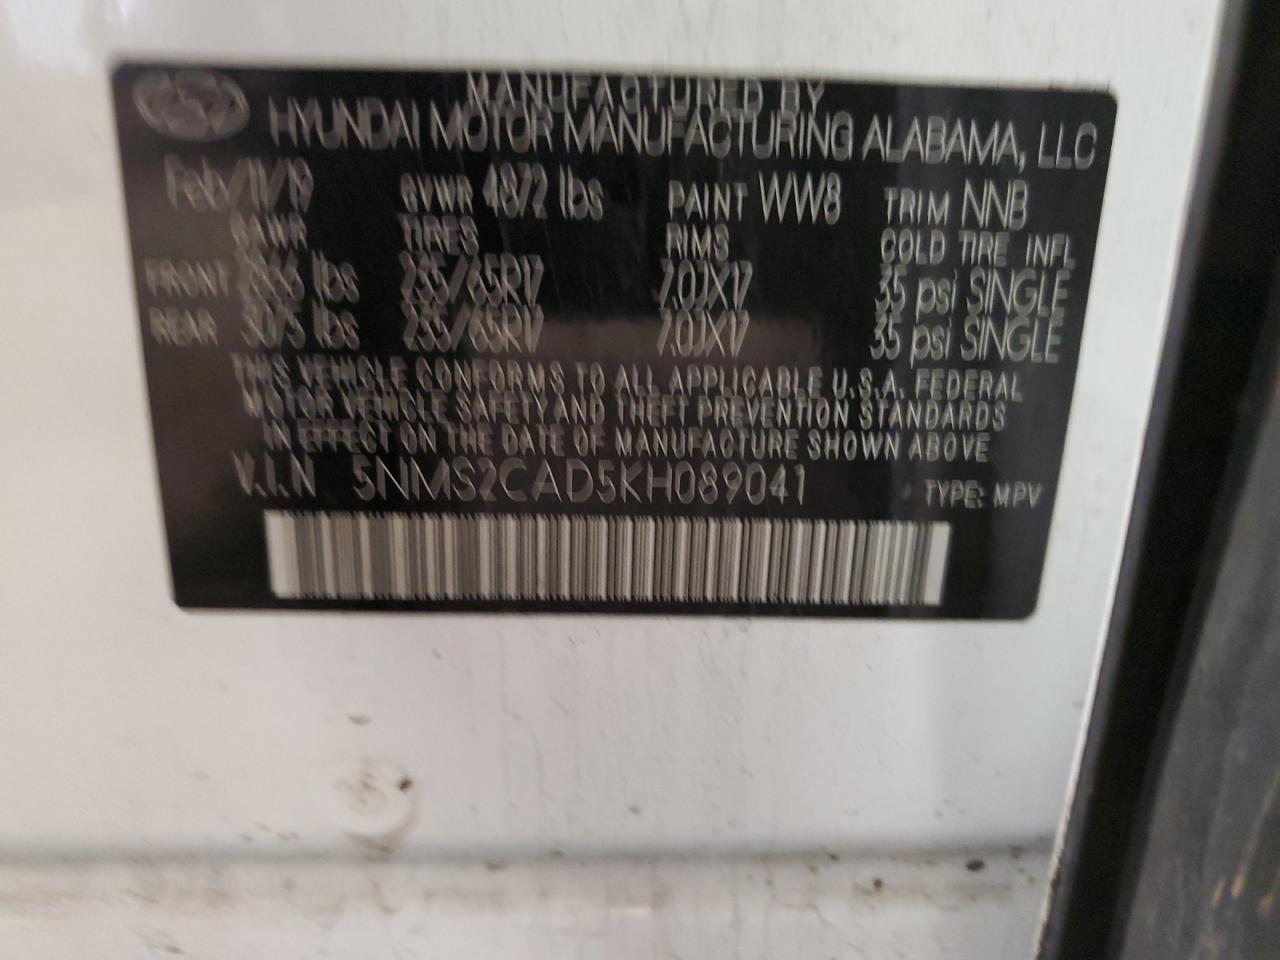 MANUFACTURED BY
HYUNDAI MOTOR MANUFACTURING ALABAMA, LLC
Feb/11/19 GVWR 4872 lbs PAINT WW8 TRIM NNB
GAWR TIRES RIMS COLD TIRE INFL
FRONT lbs 235/65R17 7.0JX17 35 psi SINGLE
REAR 3075 lbs 235/65R17 7.0JX17 35 psi SINGLE
THIS VEHICLE CONFORMS TO ALL APPLICABLE U.S.A. FEDERAL
MOTOR VEHICLE SAFETY AND THEFT PREVENTION STANDARDS
IN EFFECT ON THE DATE OF MANUFACTURE SHOWN ABOVE
V.I.N 5NMS2CAD5KH089041 TYPE: MPV